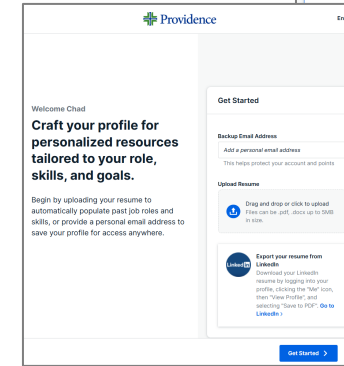 Providence
En
Welcome Chad
Craft your profile for
personalized resources
tailored to your role,
skills, and goals.
Begin by uploading your resume to
automatically populate past job roles and
skills, or provide a personal email address to
save your profile for access anywhere.
Get Started
Backup Email Address
Add a personal email address
This helps protect your account and points
Upload Resume
Drag and drop or click to upload
Files can be .pdf, .docx up to 5MB
in size.
Linked in
Export your resume from
LinkedIn
Download your LinkedIn
resume by logging into your
profile, clicking the "Me" icon,
then "View Profile", and
selecting "Save to PDF". Go to
LinkedIn >
Get Started >